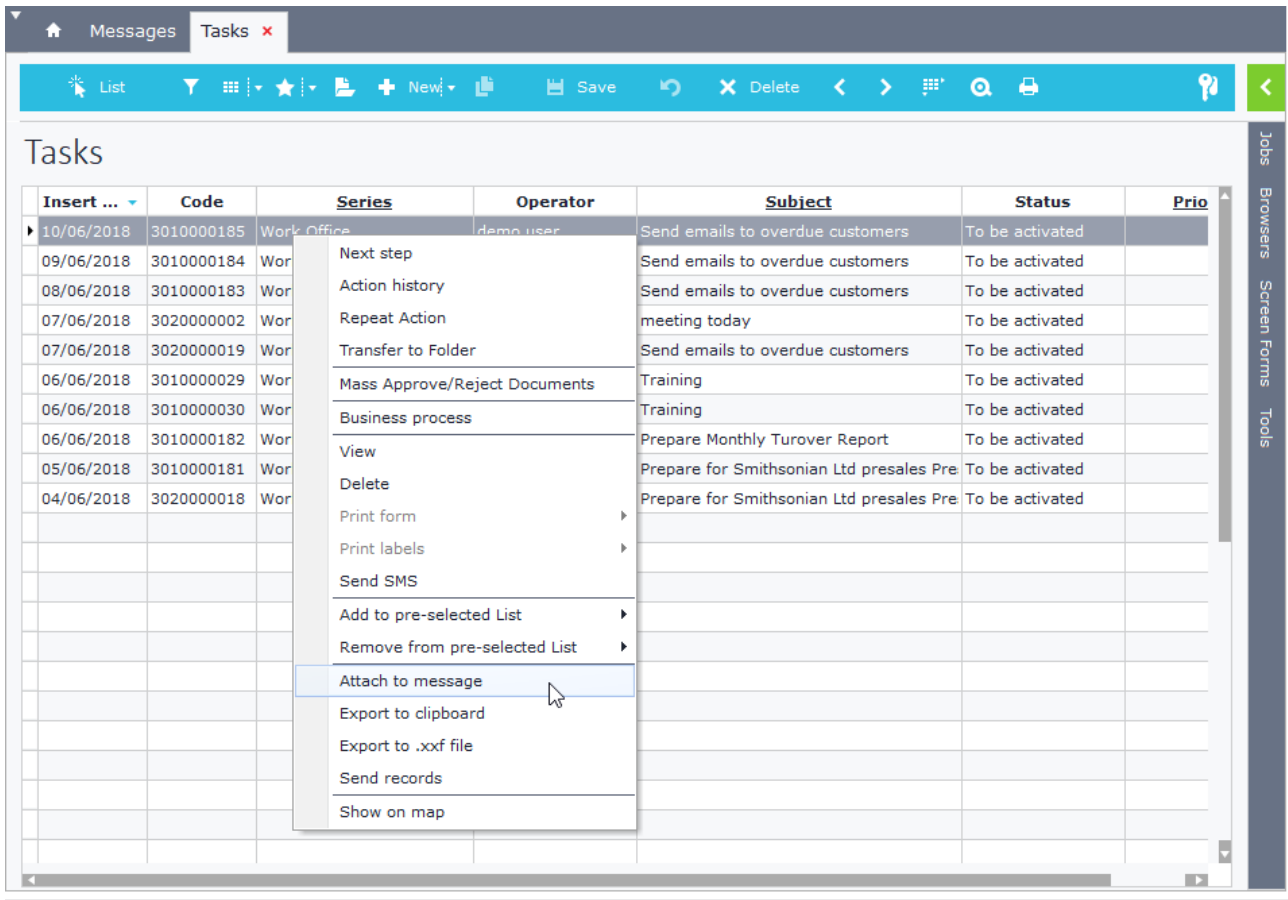 Messages Tasks ×
List New Save Delete
Tasks
Insert ... Code Series Operator Subject Status Prio
10/06/2018 3010000185 Work Office demo user Send emails to overdue customers To be activated
09/06/2018 3010000184 Wor Send emails to overdue customers To be activated
08/06/2018 3010000183 Wor Send emails to overdue customers To be activated
07/06/2018 3020000002 Wor meeting today To be activated
07/06/2018 3020000019 Wor Send emails to overdue customers To be activated
06/06/2018 3010000029 Wor Training To be activated
06/06/2018 3010000030 Wor Training To be activated
06/06/2018 3010000182 Wor Prepare Monthly Turover Report To be activated
05/06/2018 3010000181 Wor Prepare for Smithsonian Ltd presales Pre To be activated
04/06/2018 3020000018 Wor Prepare for Smithsonian Ltd presales Pre To be activated
Next step
Action history
Repeat Action
Transfer to Folder
Mass Approve/Reject Documents
Business process
View
Delete
Print form
Print labels
Send SMS
Add to pre-selected List
Remove from pre-selected List
Attach to message
Export to clipboard
Export to .xxf file
Send records
Show on map
Jobs
Browsers
Screen Forms
Tools